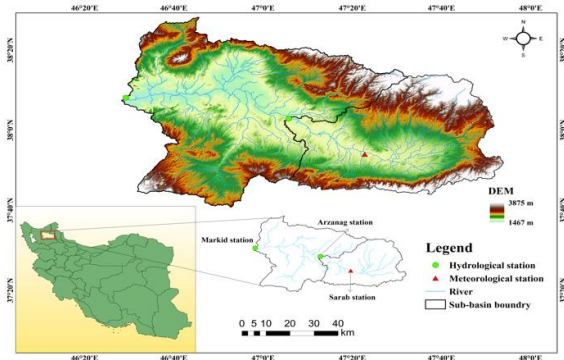 46°20'E 46°40'E 47°0'E 47°20'E 47°40'E 48°0'E
38°20'N
38°0'N
37°40'N
37°20'N
N
W E
S
DEM
3875 m
1467 m
Arzanag station
Markid station
Sarab station
Legend
Hydrological station
Meteorological station
River
Sub-basin boundry
0 5 10 20 30 40
km
46°20'E 46°40'E 47°0'E 47°20'E 47°40'E 48°0'E